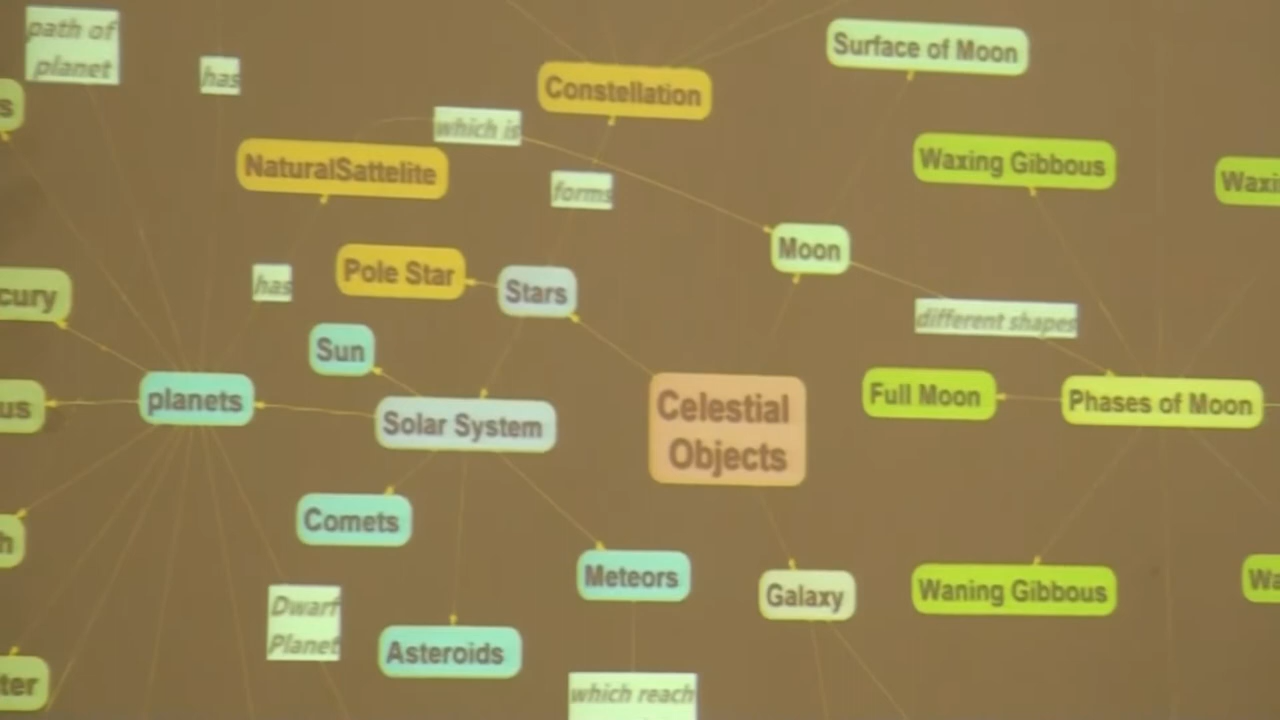 path of
planet
has
Constellation
Surface of Moon
which is
NaturalSattelite
forms
Waxing Gibbous
Moon
Pole Star
Stars
has
different shapes
Sun
planets
Solar System
Celestial
Objects
Full Moon
Phases of Moon
Comets
Meteors
Galaxy
Waning Gibbous
Dwarf
Planet
Asteroids
which reach